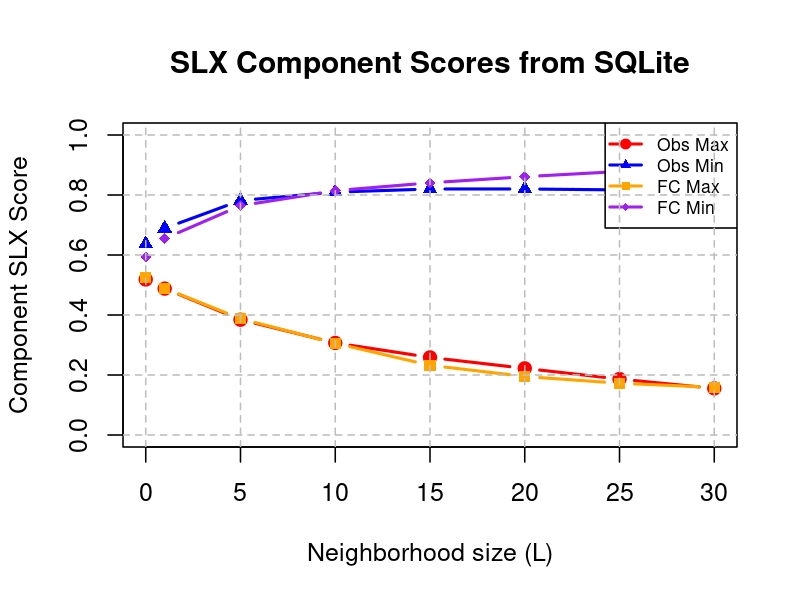 SLX Component Scores from SQLite
Component SLX Score
1.0
0.8
0.6
0.4
0.2
0.0
Obs Max
Obs Min
FC Max
FC Min
0 5 10 15 20 25 30
Neighborhood size (L)